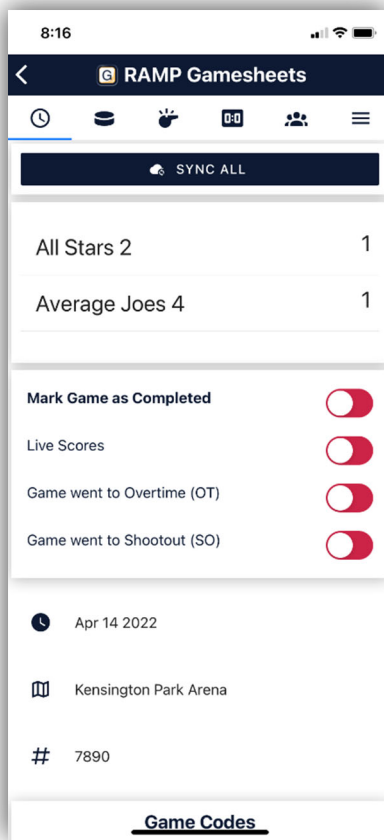 8:16
G RAMP Gamesheets
0:0
SYNC ALL
All Stars 2 1
Average Joes 4 1
Mark Game as Completed
Live Scores
Game went to Overtime (OT)
Game went to Shootout (SO)
Apr 14 2022
Kensington Park Arena
# 7890
Game Codes